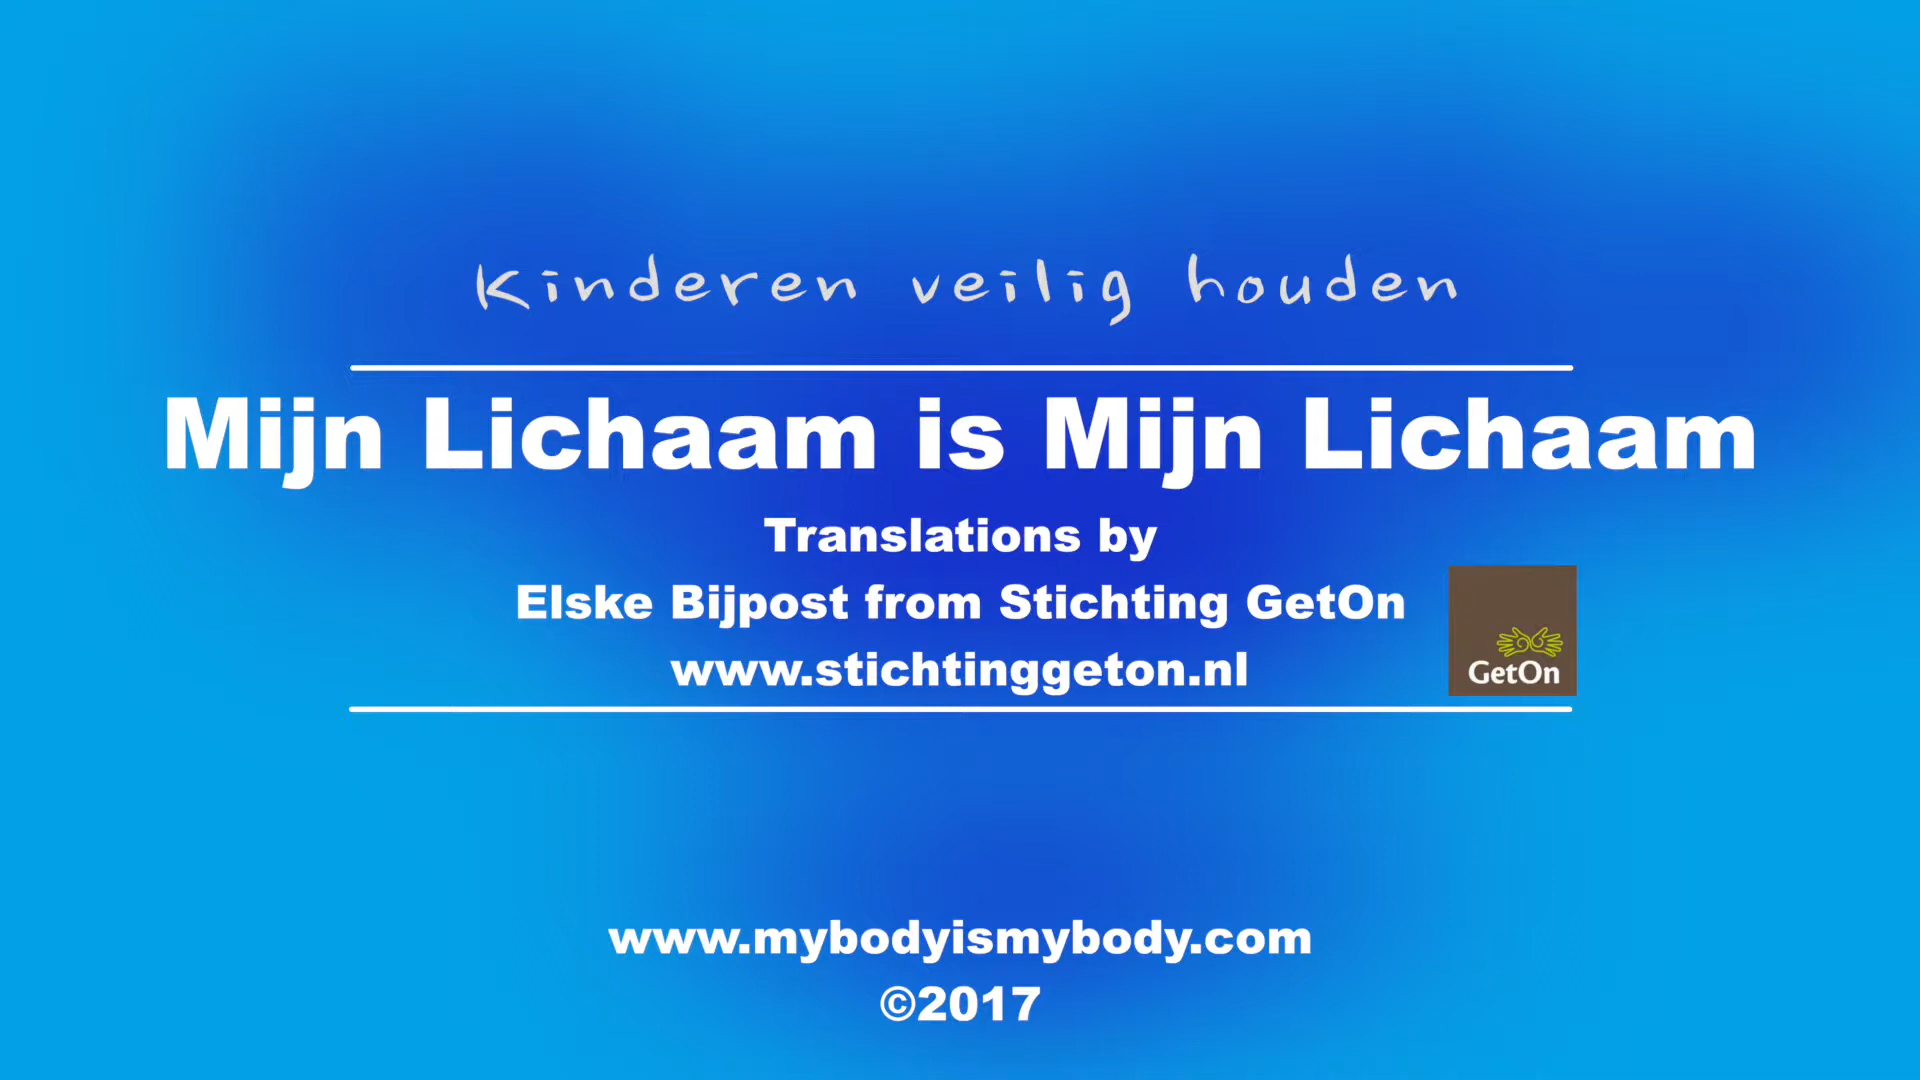 Kinderen veilig houden
Mijn Lichaam is Mijn Lichaam
Translations by
Elske Bijpost from Stichting GetOn
www.stichtinggeton.nl
GetOn
www.mybodyismybody.com
©2017